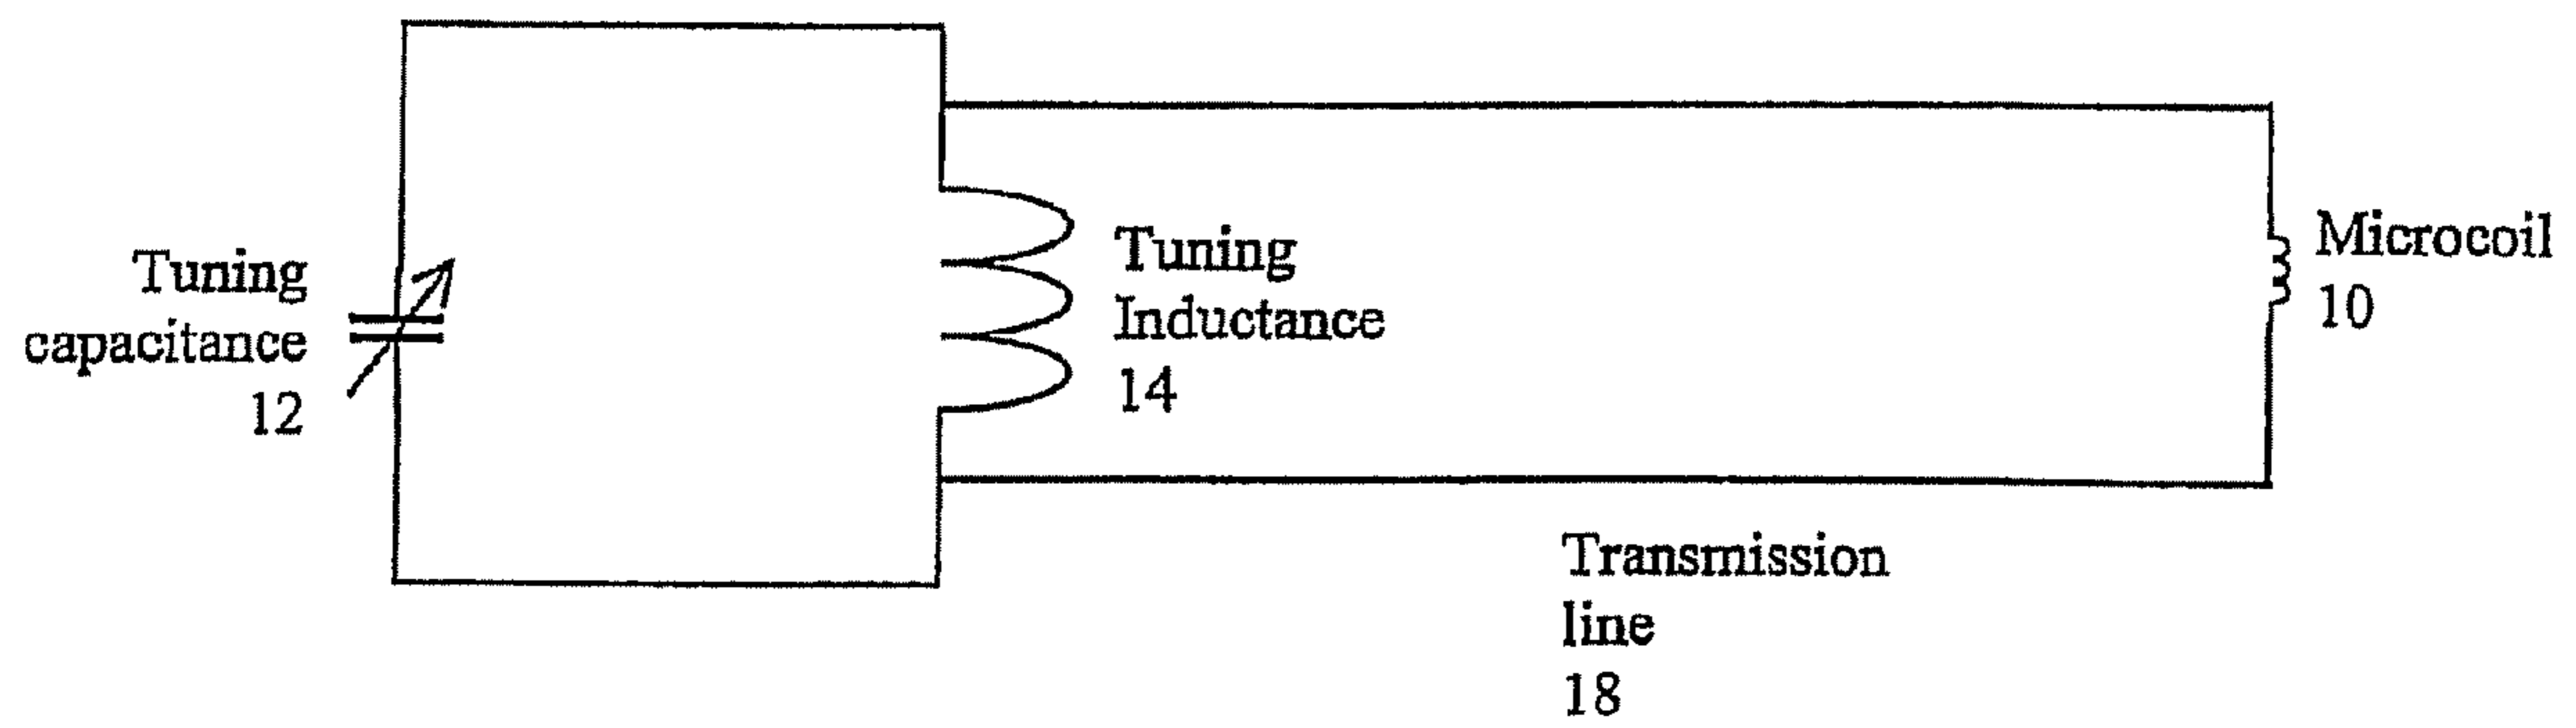 Tuning
capacitance
12
Tuning
Inductance
14
Microcoil
10
Transmission
line
18